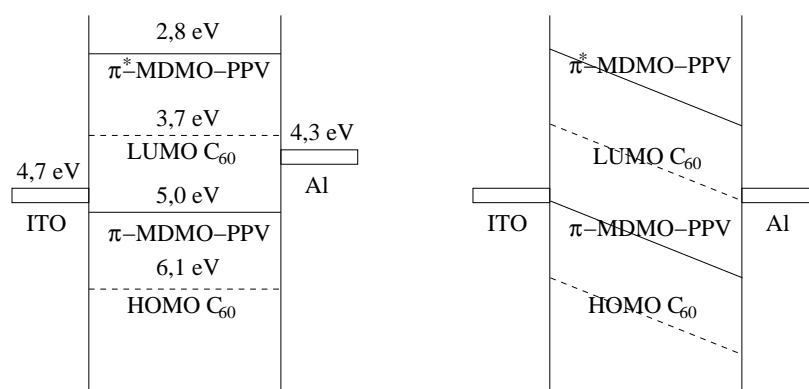 2,8 eV
π*–MDMO–PPV
3,7 eV
LUMO C60
4,3 eV
Al
4,7 eV
ITO
5,0 eV
π–MDMO–PPV
6,1 eV
HOMO C60
π*–MDMO–PPV
LUMO C60
ITO
Al
π–MDMO–PPV
HOMO C60